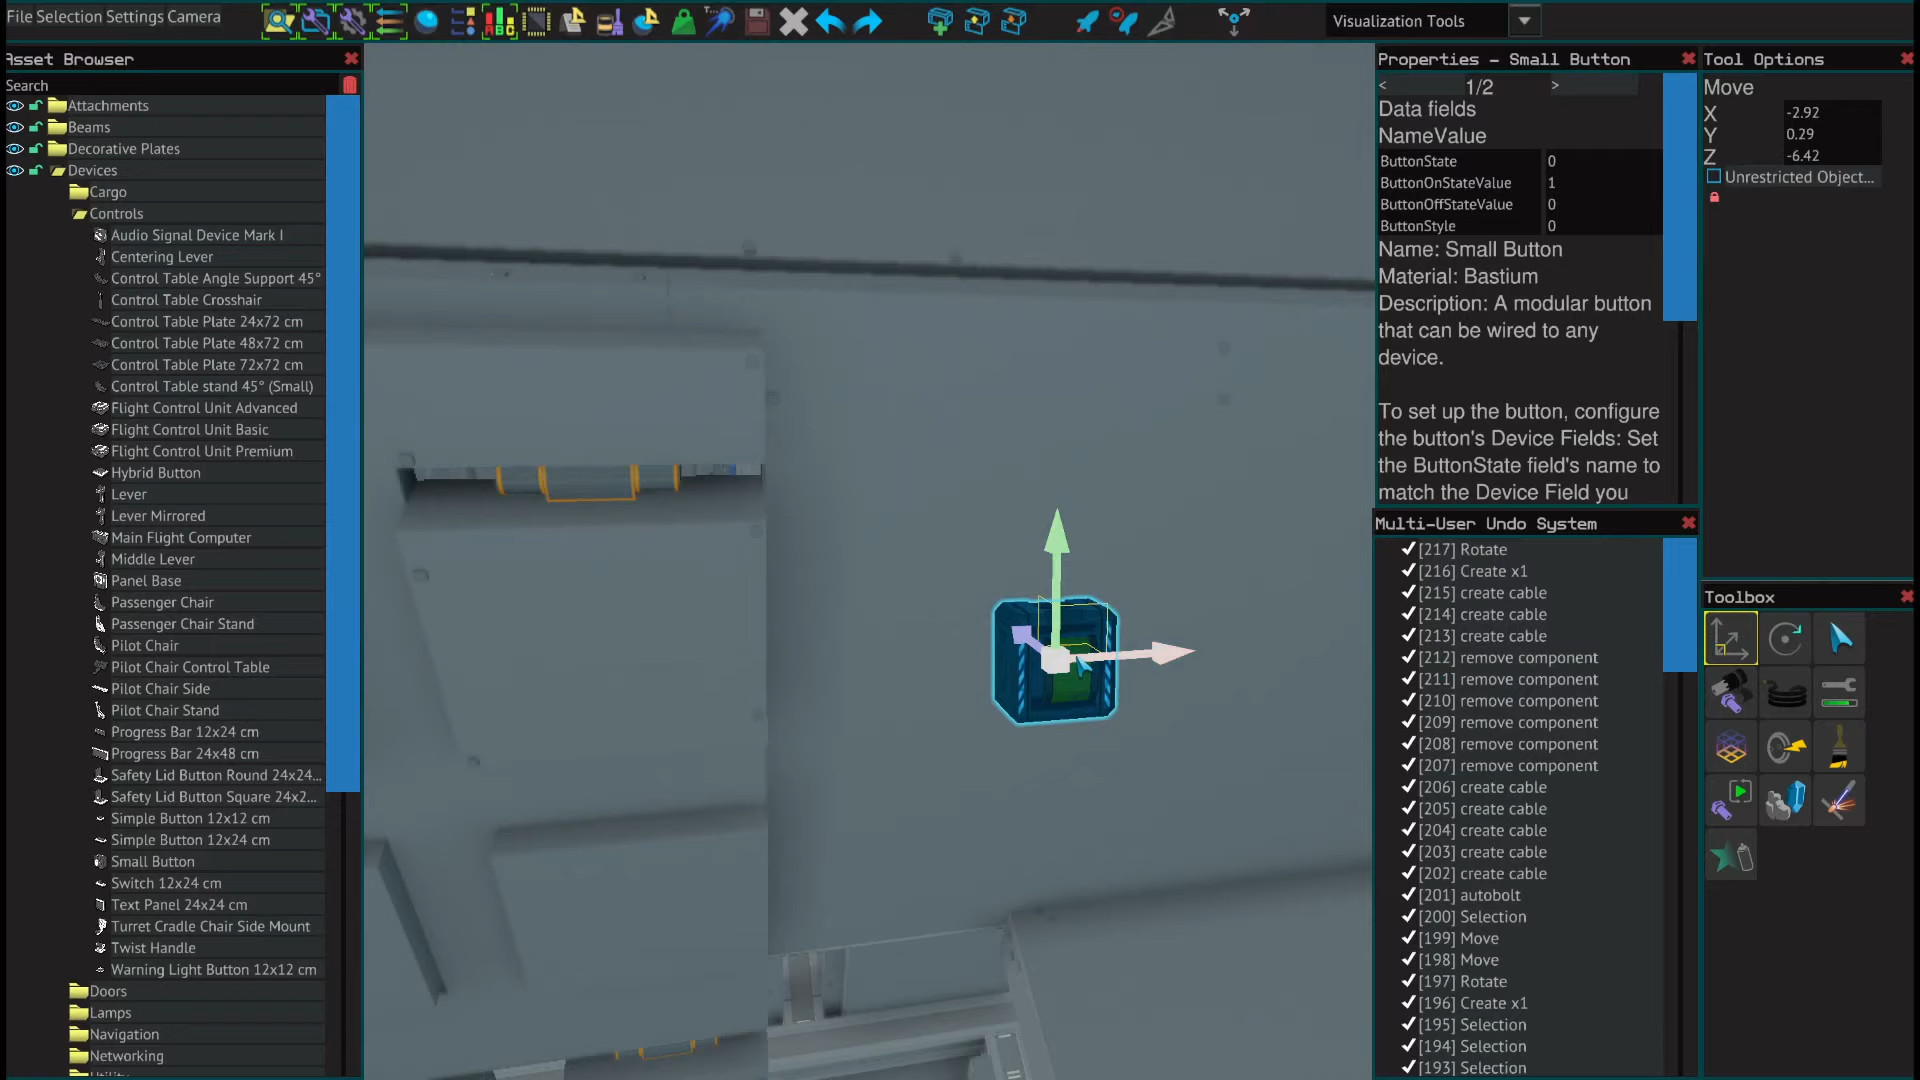 File Selection Settings Camera
Visualization Tools
Asset Browser
Search
Attachments
Beams
Decorative Plates
Devices
Cargo
Controls
Audio Signal Device Mark I
Centering Lever
Control Table Angle Support 45°
Control Table Crosshair
Control Table Plate 24x72 cm
Control Table Plate 48x72 cm
Control Table Plate 72x72 cm
Control Table stand 45° (Small)
Flight Control Unit Advanced
Flight Control Unit Basic
Flight Control Unit Premium
Hybrid Button
Lever
Lever Mirrored
Main Flight Computer
Middle Lever
Panel Base
Passenger Chair
Passenger Chair Stand
Pilot Chair
Pilot Chair Control Table
Pilot Chair Side
Pilot Chair Stand
Progress Bar 12x24 cm
Progress Bar 24x48 cm
Safety Lid Button Round 24x24...
Safety Lid Button Square 24x2...
Simple Button 12x12 cm
Simple Button 12x24 cm
Small Button
Switch 12x24 cm
Text Panel 24x24 cm
Turret Cradle Chair Side Mount
Twist Handle
Warning Light Button 12x12 cm
Doors
Lamps
Navigation
Networking
Properties - Small Button
< 1/2 >
Data fields
NameValue
ButtonState 0
ButtonOnStateValue 1
ButtonOffStateValue 0
ButtonStyle 0
Name: Small Button
Material: Bastium
Description: A modular button
that can be wired to any
device.
To set up the button, configure
the button's Device Fields: Set
the ButtonState field's name to
match the Device Field you
Multi-User Undo System
[217] Rotate
[216] Create x1
[215] create cable
[214] create cable
[213] create cable
[212] remove component
[211] remove component
[210] remove component
[209] remove component
[208] remove component
[207] remove component
[206] create cable
[205] create cable
[204] create cable
[203] create cable
[202] create cable
[201] autobolt
[200] Selection
[199] Move
[198] Move
[197] Rotate
[196] Create x1
[195] Selection
[194] Selection
[193] Selection
Tool Options
Move
X -2.92
Y 0.29
Z -6.42
Unrestricted Object...
Toolbox